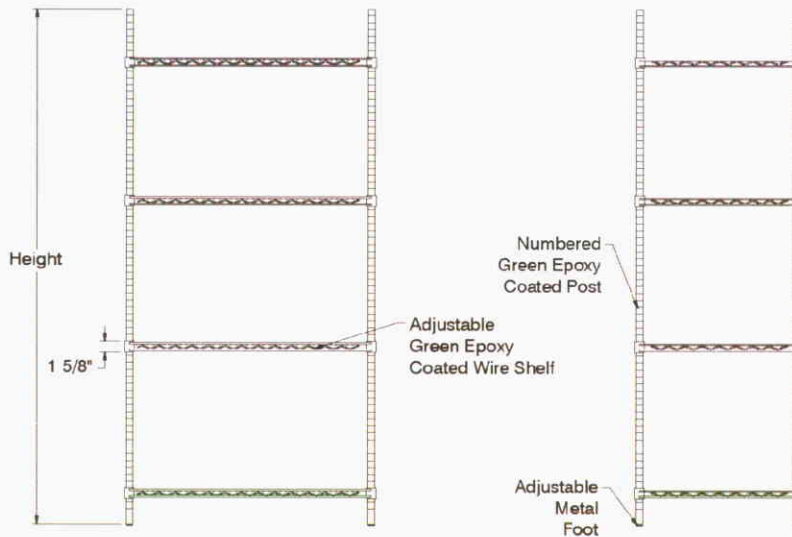 Height
1 5/8"
Adjustable
Green Epoxy
Coated Wire Shelf
Numbered
Green Epoxy
Coated Post
Adjustable
Metal
Foot